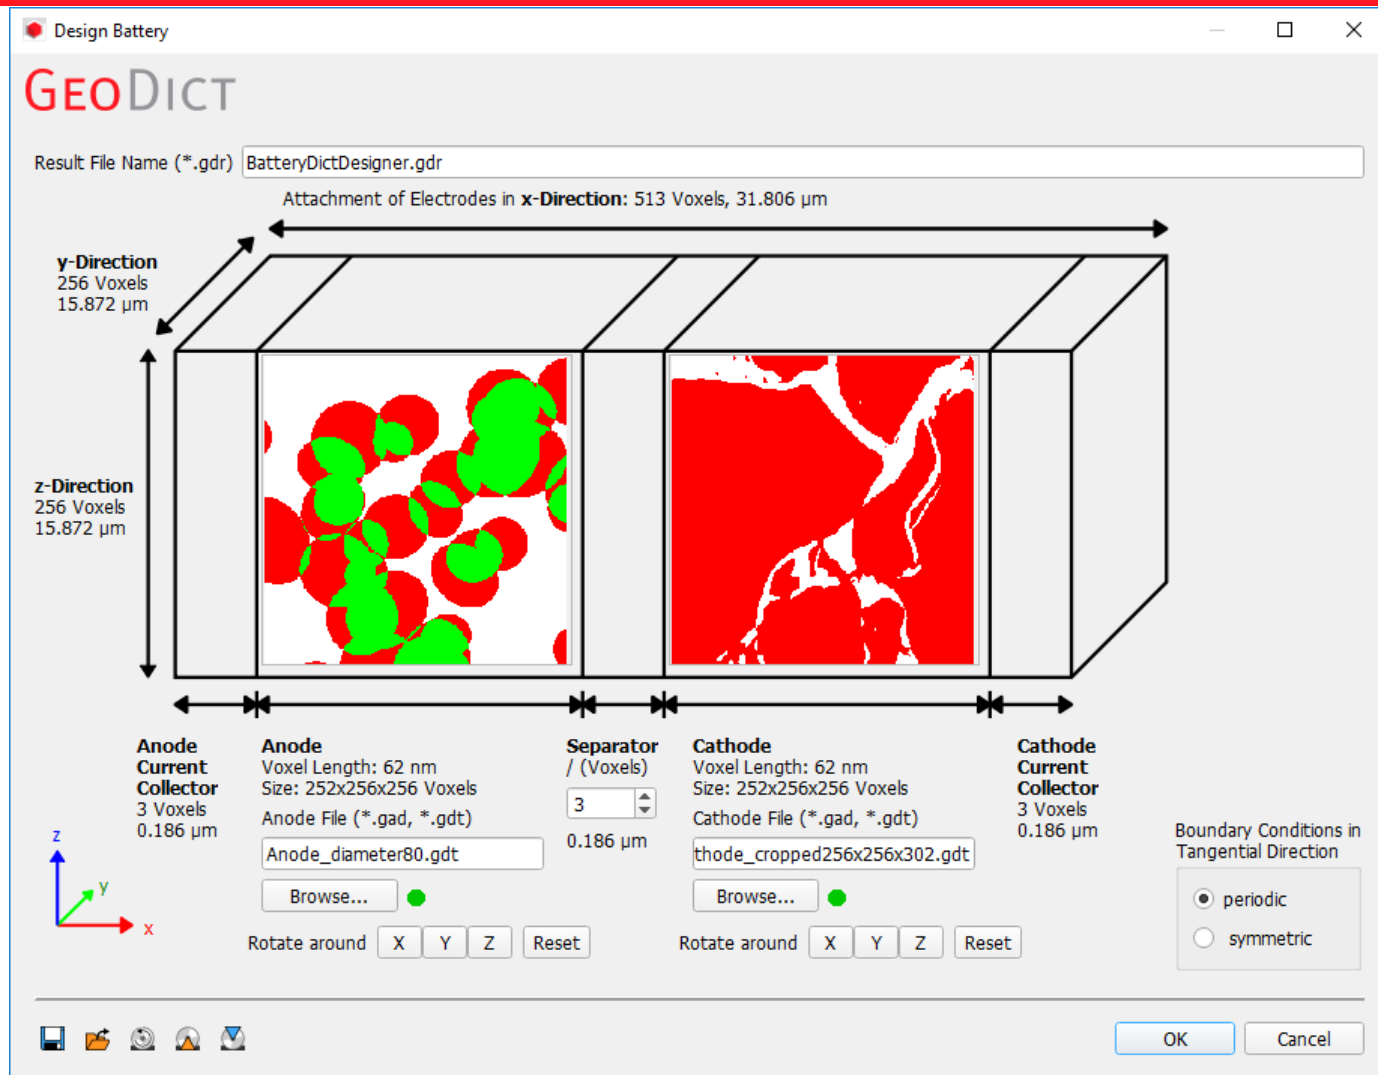 Design Battery
GEODICT
Result File Name (*.gdr) BatteryDictDesigner.gdr
Attachment of Electrodes in x-Direction: 513 Voxels, 31.806 µm
y-Direction
256 Voxels
15.872 µm
z-Direction
256 Voxels
15.872 µm
Anode
Current
Collector
3 Voxels
0.186 µm
Anode
Voxel Length: 62 nm
Size: 252x256x256 Voxels
Anode File (*.gad, *.gdt)
Anode_diameter80.gdt
Browse...
Rotate around X Y Z Reset
Separator
/ (Voxels)
3
0.186 µm
Cathode
Voxel Length: 62 nm
Size: 252x256x256 Voxels
Cathode File (*.gad, *.gdt)
thode_cropped256x256x302.gdt
Browse...
Rotate around X Y Z Reset
Cathode
Current
Collector
3 Voxels
0.186 µm
Boundary Conditions in
Tangential Direction
periodic
symmetric
z
y
x
OK Cancel